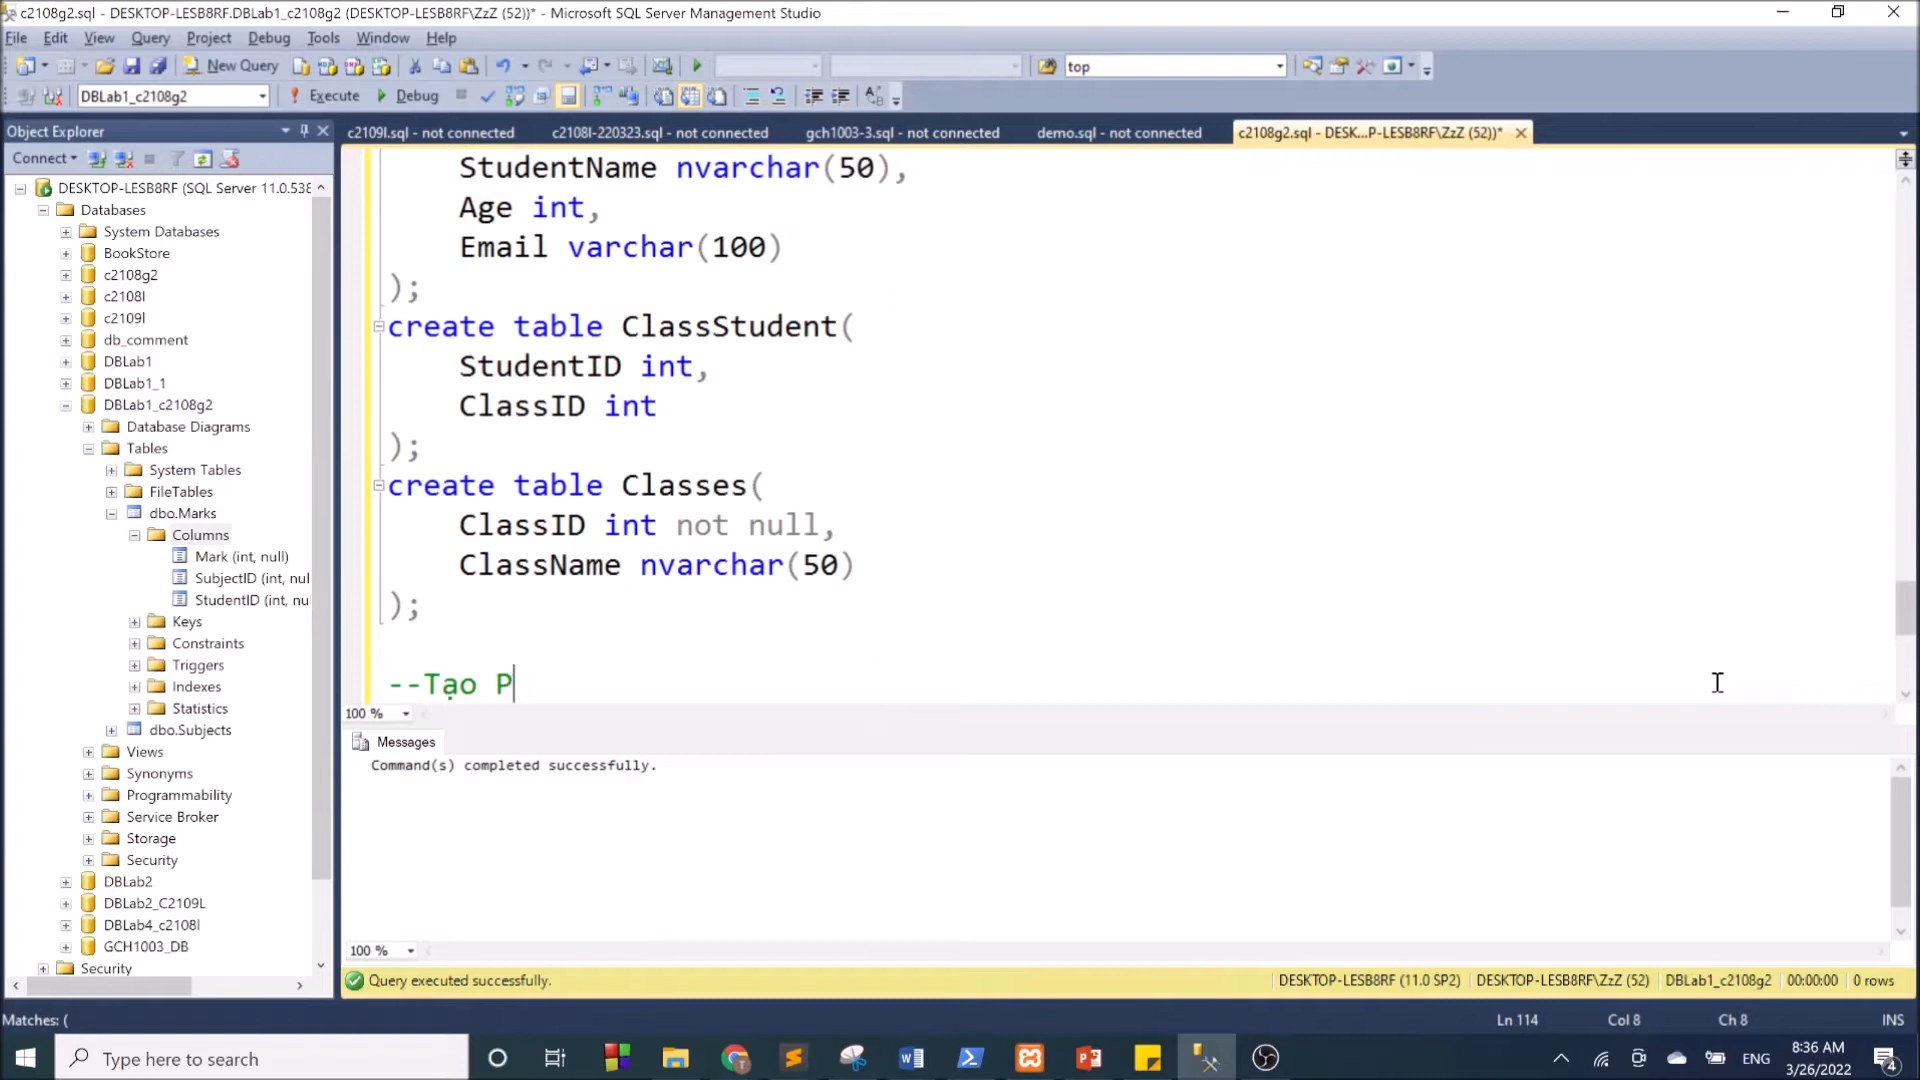 c2108g2.sql - DESKTOP-LESB8RF.DBLab1_c2108g2 (DESKTOP-LESB8RF\ZzZ (52))* - Microsoft SQL Server Management Studio
File Edit View Query Project Debug Tools Window Help
New Query top
DBLab1_c2108g2 Execute Debug
Object Explorer
Connect
DESKTOP-LESB8RF (SQL Server 11.0.538
Databases
System Databases
BookStore
c2108g2
c2108l
c2109l
db_comment
DBLab1
DBLab1_1
DBLab1_c2108g2
Database Diagrams
Tables
System Tables
FileTables
dbo.Marks
Columns
Mark (int, null)
SubjectID (int, nul
StudentID (int, nu
Keys
Constraints
Triggers
Indexes
Statistics
dbo.Subjects
Views
Synonyms
Programmability
Service Broker
Storage
Security
DBLab2
DBLab2_C2109L
DBLab4_c2108l
GCH1003_DB
Security
c2109l.sql - not connected c2108l-220323.sql - not connected gch1003-3.sql - not connected demo.sql - not connected c2108g2.sql - DESK...P-LESB8RF\ZzZ (52))*
StudentName nvarchar(50),
Age int,
Email varchar(100)
);
create table ClassStudent(
StudentID int,
ClassID int
);
create table Classes(
ClassID int not null,
ClassName nvarchar(50)
);
--Tạo P
100 %
Messages
Command(s) completed successfully.
100 %
Query executed successfully. DESKTOP-LESB8RF (11.0 SP2) DESKTOP-LESB8RF\ZzZ (52) DBLab1_c2108g2 00:00:00 0 rows
Matches: ( Ln 114 Col 8 Ch 8 INS
Type here to search ENG 8:36 AM
3/26/2022 4